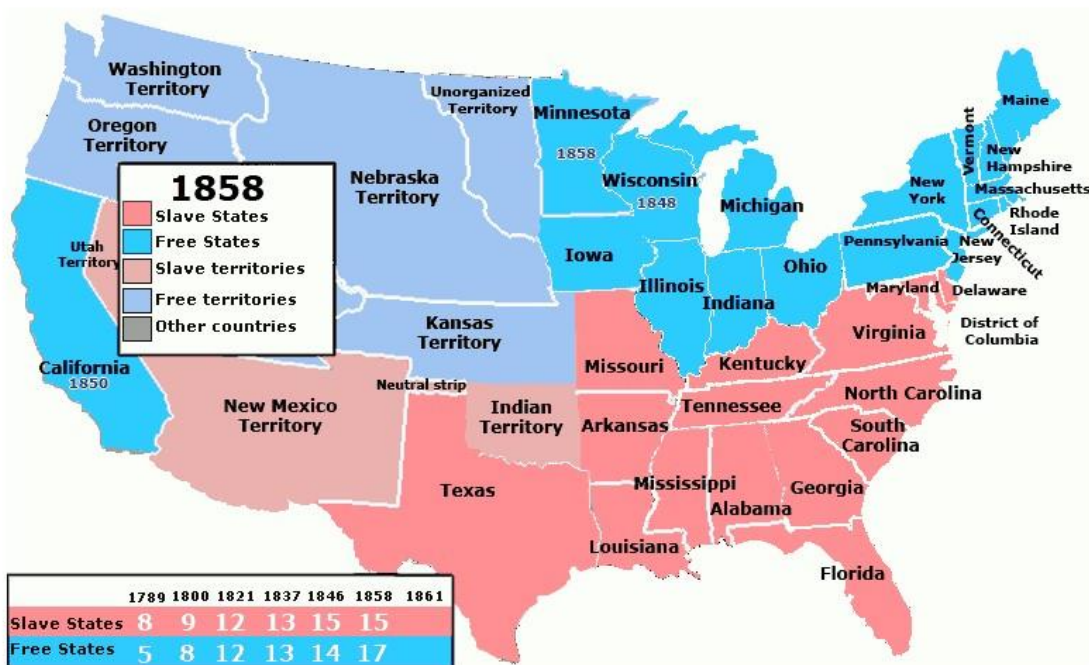 Washington
Territory
Oregon
Territory
Unorganized
Territory
Minnesota
1858
Nebraska
Territory
Wisconsin
1848
Michigan
Maine
Vermont
New
Hampshire
New
York
Massachusetts
Rhode
Island
Connecticut
Pennsylvania
New
Jersey
1858
Slave States
Free States
Slave territories
Free territories
Other countries
Utah
Territory
California
1850
Iowa
Illinois
Indiana
Ohio
Maryland
Delaware
District of
Columbia
Kansas
Territory
Missouri
Kentucky
Virginia
Neutral strip
New Mexico
Territory
Indian
Territory
Arkansas
Tennessee
North Carolina
South
Carolina
Texas
Mississippi
Alabama
Georgia
Louisiana
Florida
1789 1800 1821 1837 1846 1858 1861
Slave States 8 9 12 13 15 15
Free States 5 8 12 13 14 17